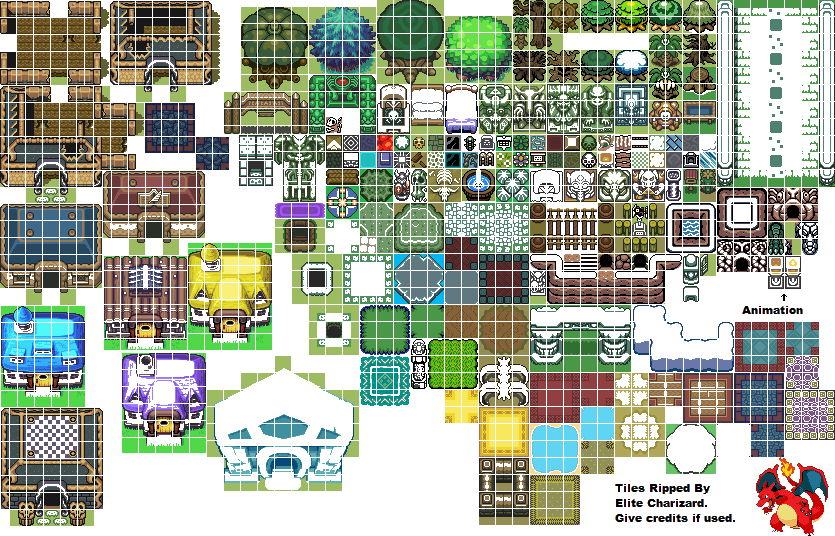 Animation
Tiles Ripped By
Elite Charizard.
Give credits if used.